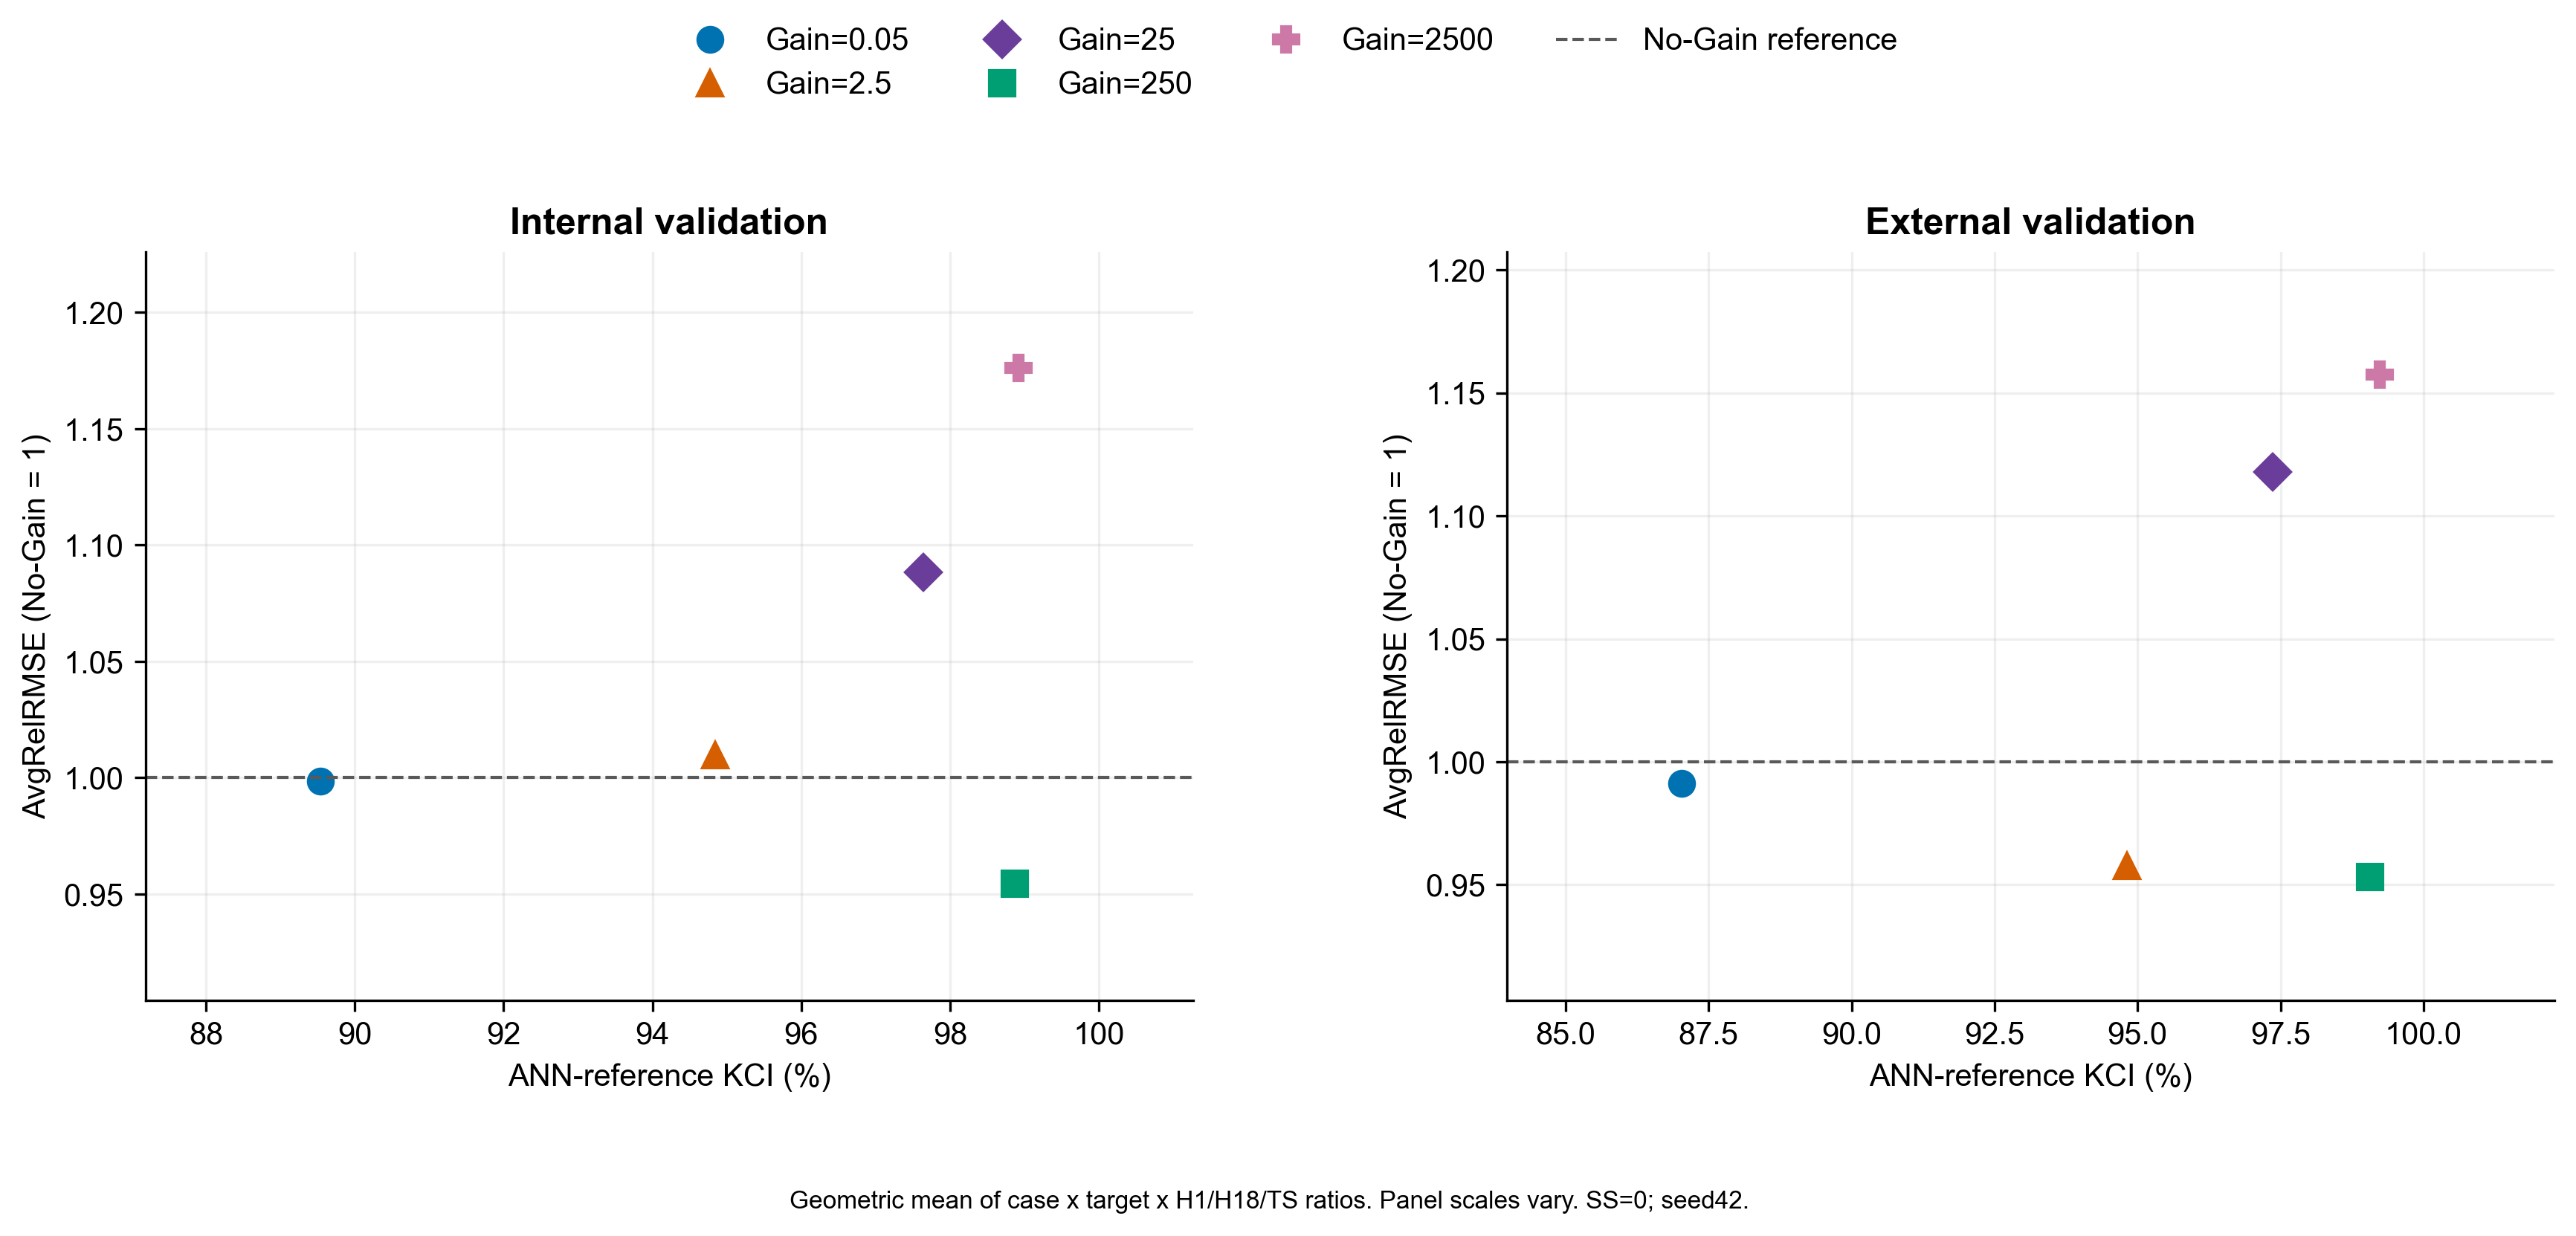 Gain=0.05
Gain=2.5
Gain=25
Gain=250
Gain=2500
No-Gain reference
Internal validation
AvgRelRMSE (No-Gain = 1)
1.20
1.15
1.10
1.05
1.00
0.95
88 90 92 94 96 98 100
ANN-reference KCI (%)
External validation
AvgRelRMSE (No-Gain = 1)
1.20
1.15
1.10
1.05
1.00
0.95
85.0 87.5 90.0 92.5 95.0 97.5 100.0
ANN-reference KCI (%)
Geometric mean of case x target x H1/H18/TS ratios. Panel scales vary. SS=0; seed42.